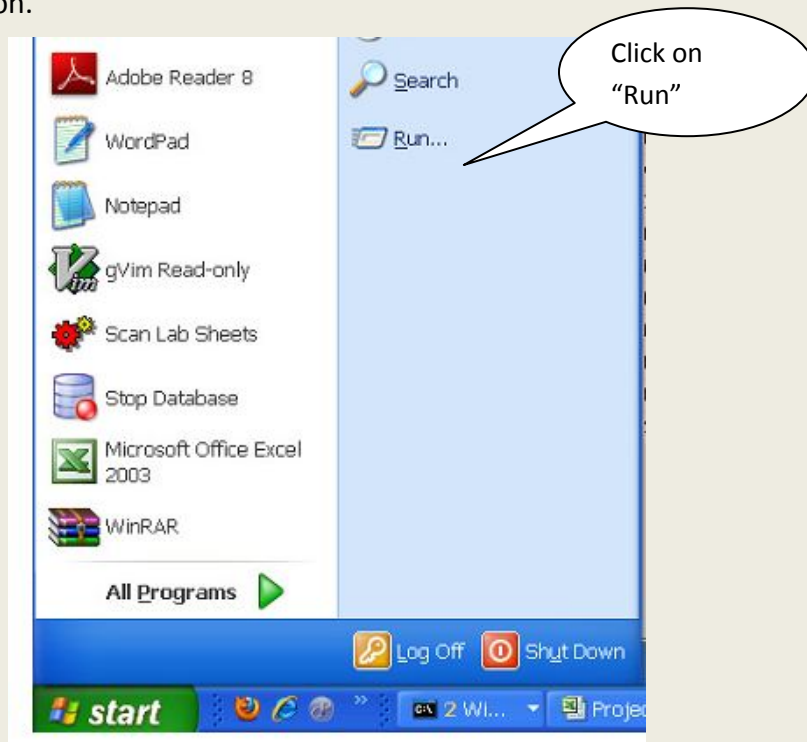 on.
Click on
“Run”
Adobe Reader 8
WordPad
Notepad
gVim Read-only
Scan Lab Sheets
Stop Database
Microsoft Office Excel
2003
WinRAR
All Programs
Search
Run...
Log Off
Shut Down
start
» 2 Wi...
Projec